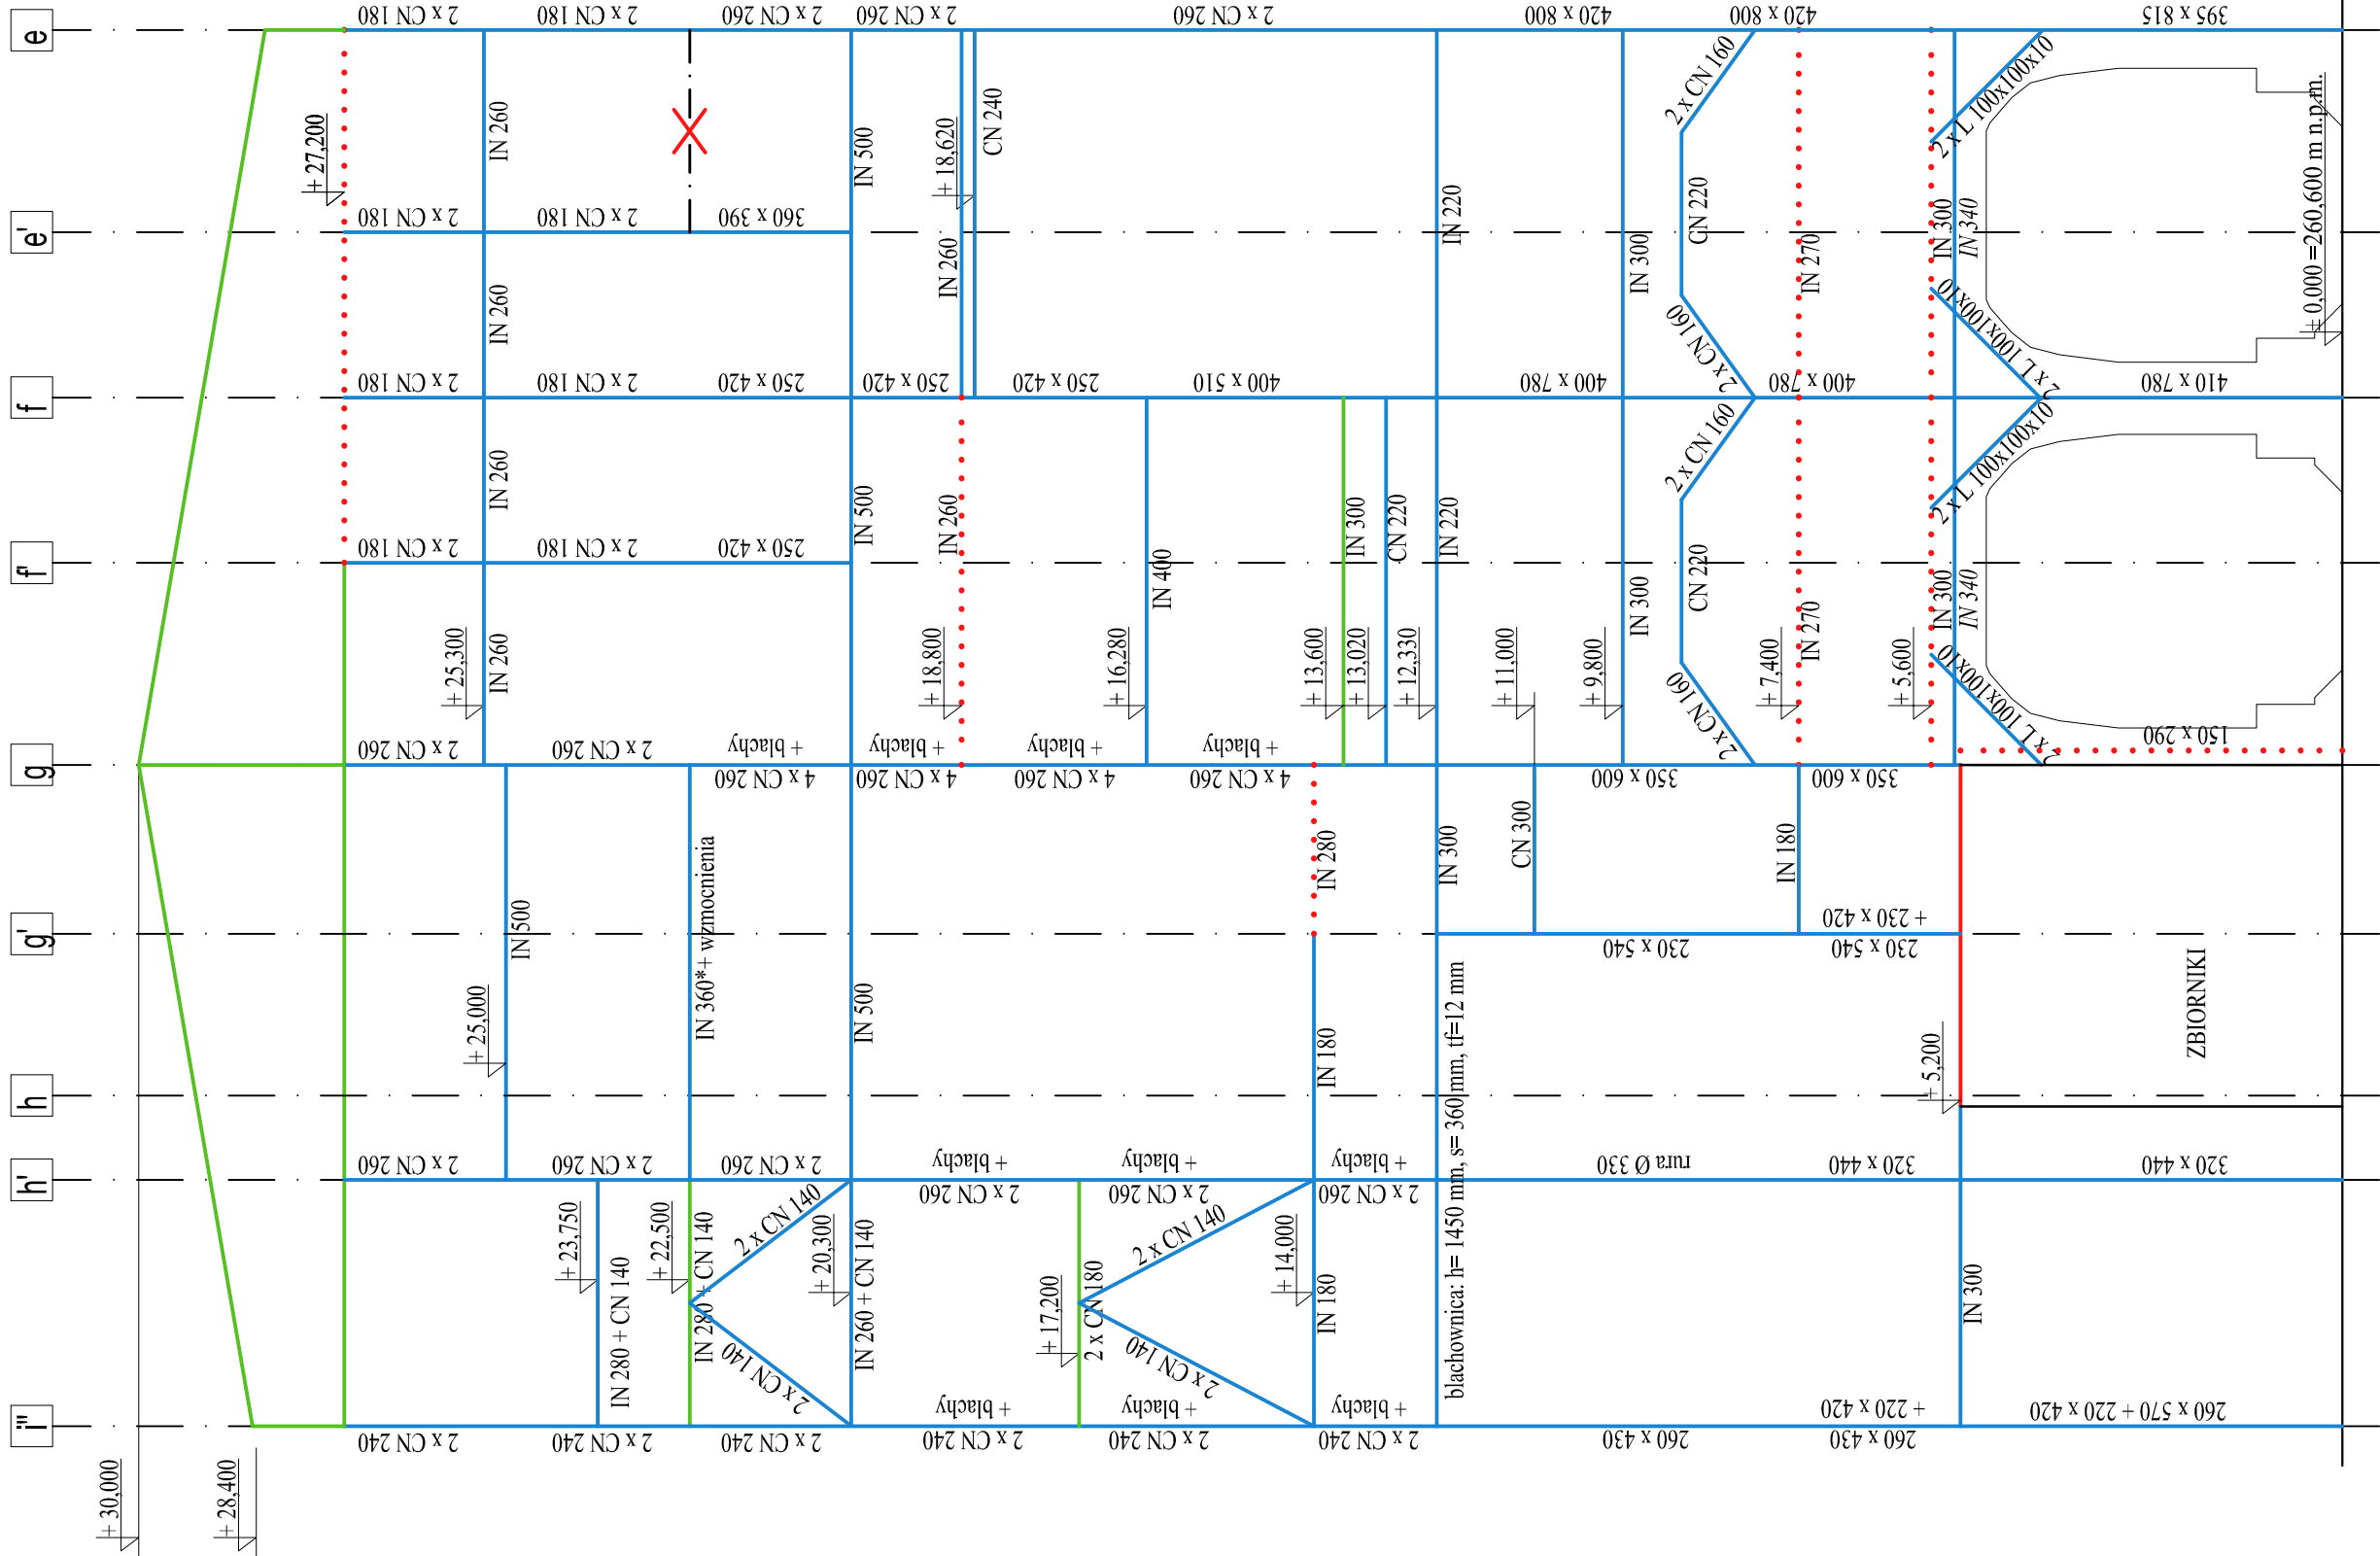 e
2 x CN 180
2 x CN 180
2 x CN 260
2 x CN 260
2 x CN 260
420 x 800
420 x 800
395 x 815
+ 27,200
IN 260
IN 500
+ 18,620
CN 240
2 x CN 160
2 x L 100x100x10
± 0,000 =260,600 m n.p.m.
e'
2 x CN 180
2 x CN 180
360 x 390
IN 260
IN 220
IN 300
CN 220
IN 270
IN 300
IN 340
IN 260
2 x CN 160
2 x L 100x100x10
f
2 x CN 180
2 x CN 180
250 x 420
250 x 420
250 x 420
400 x 510
400 x 780
400 x 780
410 x 780
IN 260
IN 500
IN 260
IN 300
CN 220
IN 220
2 x CN 160
2 x L 100x100x10
f'
2 x CN 180
2 x CN 180
250 x 420
IN 400
IN 300
CN 220
IN 270
IN 300
IN 340
+ 25,300
IN 260
+ 18,800
+ 16,280
+ 13,600
+ 13,020
+ 12,330
+ 11,000
+ 9,800
2 x CN 160
+ 7,400
+ 5,600
2 x L 100x100x10
g
2 x CN 260
2 x CN 260
+ blachy
4 x CN 260
+ blachy
4 x CN 260
+ blachy
4 x CN 260
+ blachy
4 x CN 260
350 x 600
350 x 600
150 x 290
IN 280
IN 300
CN 300
IN 180
g'
IN 500
IN 360*+ wzmocnienia
+ 230 x 420
230 x 540
230 x 540
+ 25,000
IN 500
IN 180
ZBIORNIKI
h
+ 5,200
h'
2 x CN 260
2 x CN 260
2 x CN 260
+ blachy
2 x CN 260
+ blachy
2 x CN 260
+ blachy
2 x CN 260
blachownica: h= 1450 mm, s= 360 mm, tf=12 mm
rura Ø 330
320 x 440
320 x 440
+ 23,750
IN 280 + CN 140
+ 22,500
IN 280 + CN 140
2 x CN 140
2 x CN 140
+ 20,300
IN 260 + CN 140
+ 17,200
2 x CN 180
2 x CN 140
2 x CN 140
+ 14,000
IN 180
IN 300
i"
2 x CN 240
2 x CN 240
2 x CN 240
+ blachy
2 x CN 240
+ blachy
2 x CN 240
+ blachy
2 x CN 240
260 x 430
+ 220 x 420
260 x 430
260 x 570 + 220 x 420
+ 30,000
+ 28,400